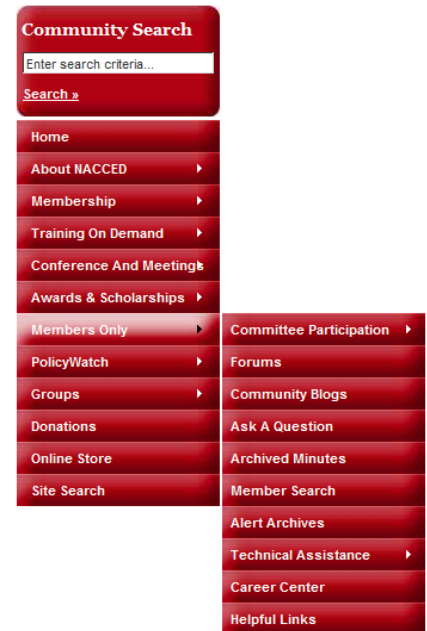 Community Search
Enter search criteria...
Search »
Home
About NACCED
Membership
Training On Demand
Conference And Meetings
Awards & Scholarships
Members Only
PolicyWatch
Groups
Donations
Online Store
Site Search
Committee Participation
Forums
Community Blogs
Ask A Question
Archived Minutes
Member Search
Alert Archives
Technical Assistance
Career Center
Helpful Links